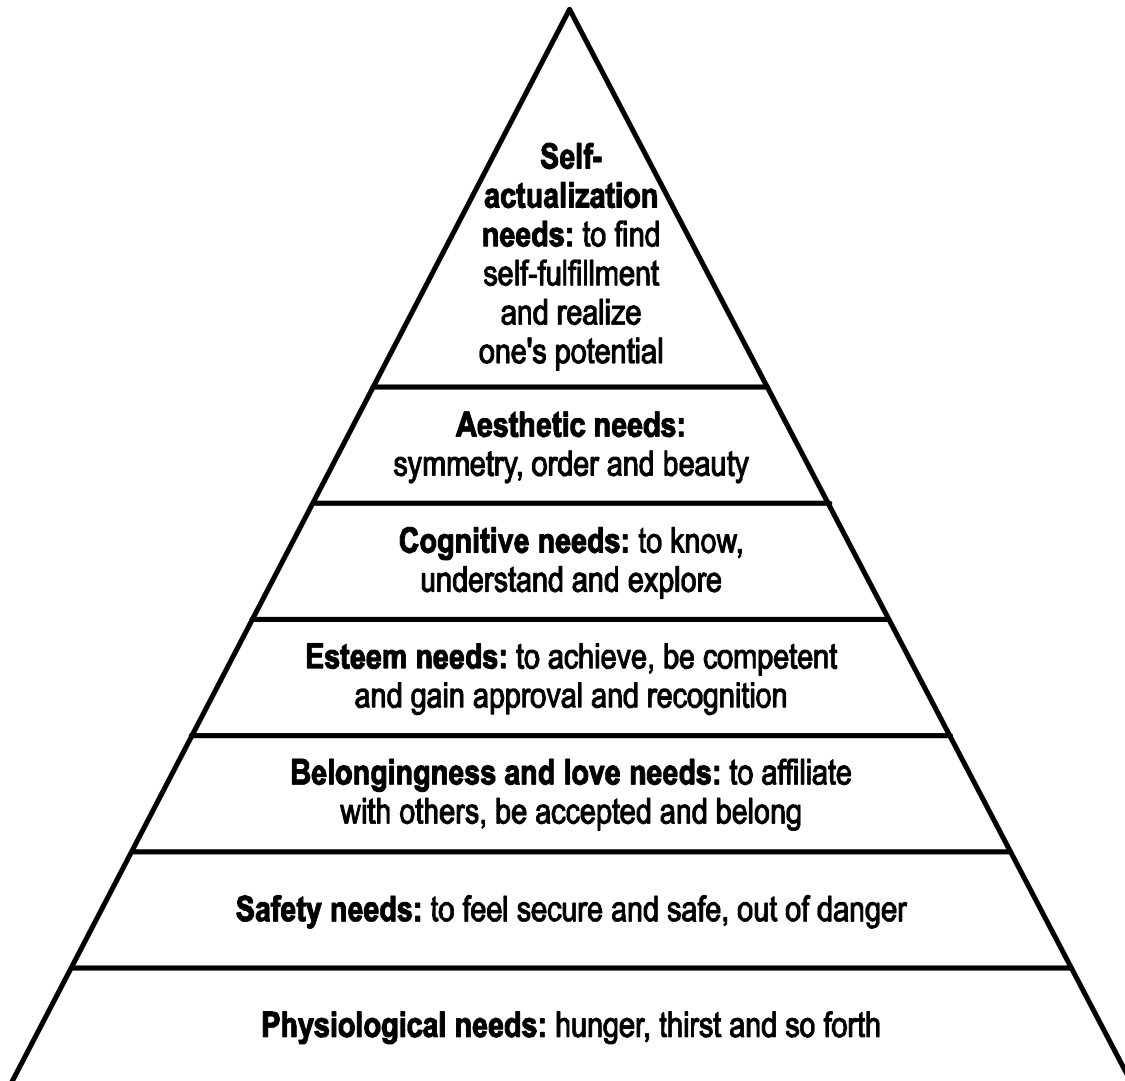 Self-
actualization
needs: to find
self-fulfillment
and realize
one's potential
Aesthetic needs:
symmetry, order and beauty
Cognitive needs: to know,
understand and explore
Esteem needs: to achieve, be competent
and gain approval and recognition
Belongingness and love needs: to affiliate
with others, be accepted and belong
Safety needs: to feel secure and safe, out of danger
Physiological needs: hunger, thirst and so forth